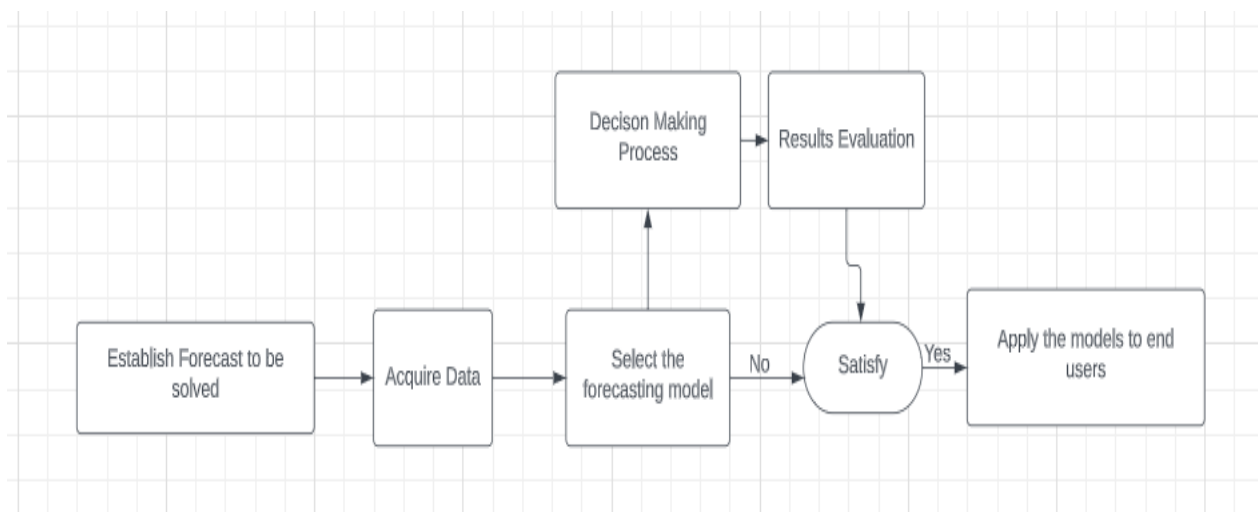 Decison Making
Process
Results Evaluation
Establish Forecast to be
solved
Acquire Data
Select the
forecasting model
No
Satisfy
Yes
Apply the models to end
users